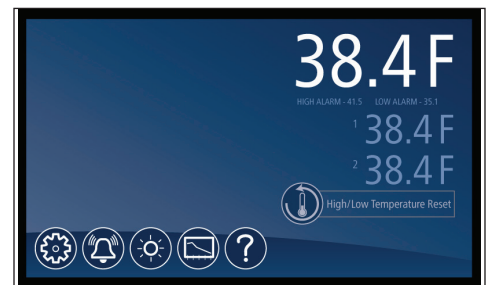 38.4 F
HIGH ALARM - 41.5 LOW ALARM - 35.1
1 38.4 F
2 38.4 F
High/Low Temperature Reset
?